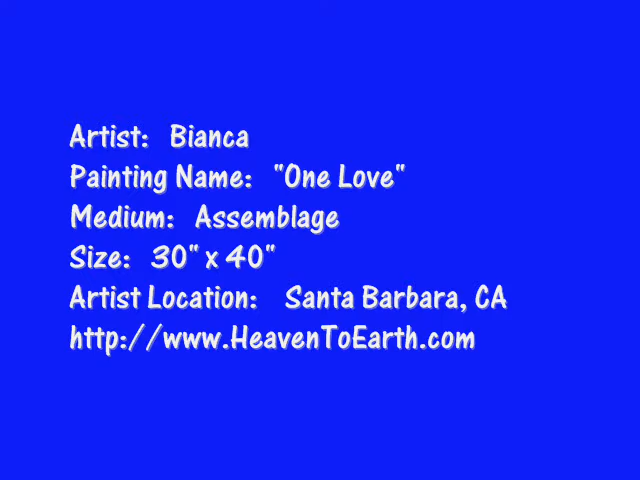 Artist: Bianca
Painting Name: "One Love"
Medium: Assemblage
Size: 30" x 40"
Artist Location: Santa Barbara, CA
http://www.HeavenToEarth.com